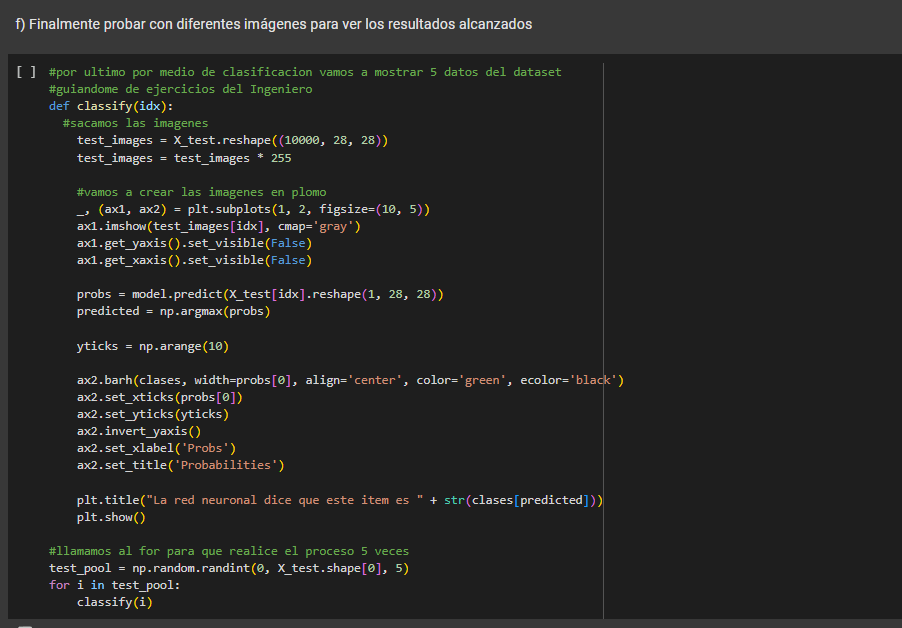 f) Finalmente probar con diferentes imágenes para ver los resultados alcanzados
[ ] #por ultimo por medio de clasificacion vamos a mostrar 5 datos del dataset
#guiandome de ejercicios del Ingeniero
def classify(idx):
  #sacamos las imagenes
    test_images = X_test.reshape((10000, 28, 28))
    test_images = test_images * 255

    #vamos a crear las imagenes en plomo
    _, (ax1, ax2) = plt.subplots(1, 2, figsize=(10, 5))
    ax1.imshow(test_images[idx], cmap='gray')
    ax1.get_yaxis().set_visible(False)
    ax1.get_xaxis().set_visible(False)

    probs = model.predict(X_test[idx].reshape(1, 28, 28))
    predicted = np.argmax(probs)

    yticks = np.arange(10)

    ax2.barh(clases, width=probs[0], align='center', color='green', ecolor='black')
    ax2.set_xticks(probs[0])
    ax2.set_yticks(yticks)
    ax2.invert_yaxis()
    ax2.set_xlabel('Probs')
    ax2.set_title('Probabilities')

    plt.title("La red neuronal dice que este item es " + str(clases[predicted]))
    plt.show()

#llamamos al for para que realice el proceso 5 veces
test_pool = np.random.randint(0, X_test.shape[0], 5)
for i in test_pool:
    classify(i)